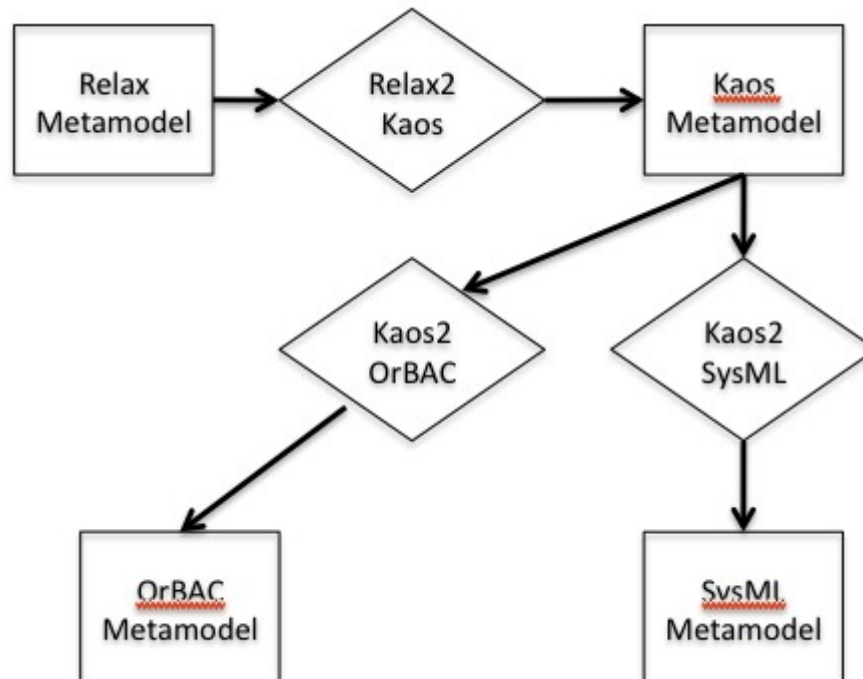 Relax
Metamodel
Relax2
Kaos
Kaos
Metamodel
Kaos2
OrBAC
Kaos2
SysML
OrBAC
Metamodel
SysML
Metamodel